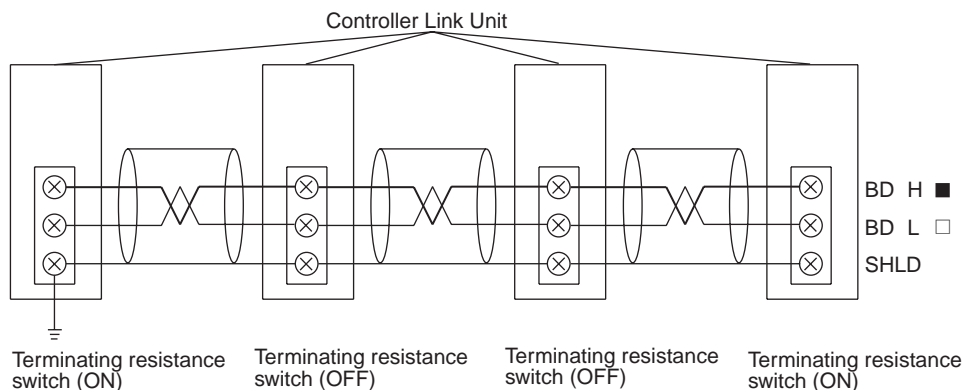 Controller Link Unit
BD H ■
BD L □
SHLD
Terminating resistance
switch (ON)
Terminating resistance
switch (OFF)
Terminating resistance
switch (OFF)
Terminating resistance
switch (ON)